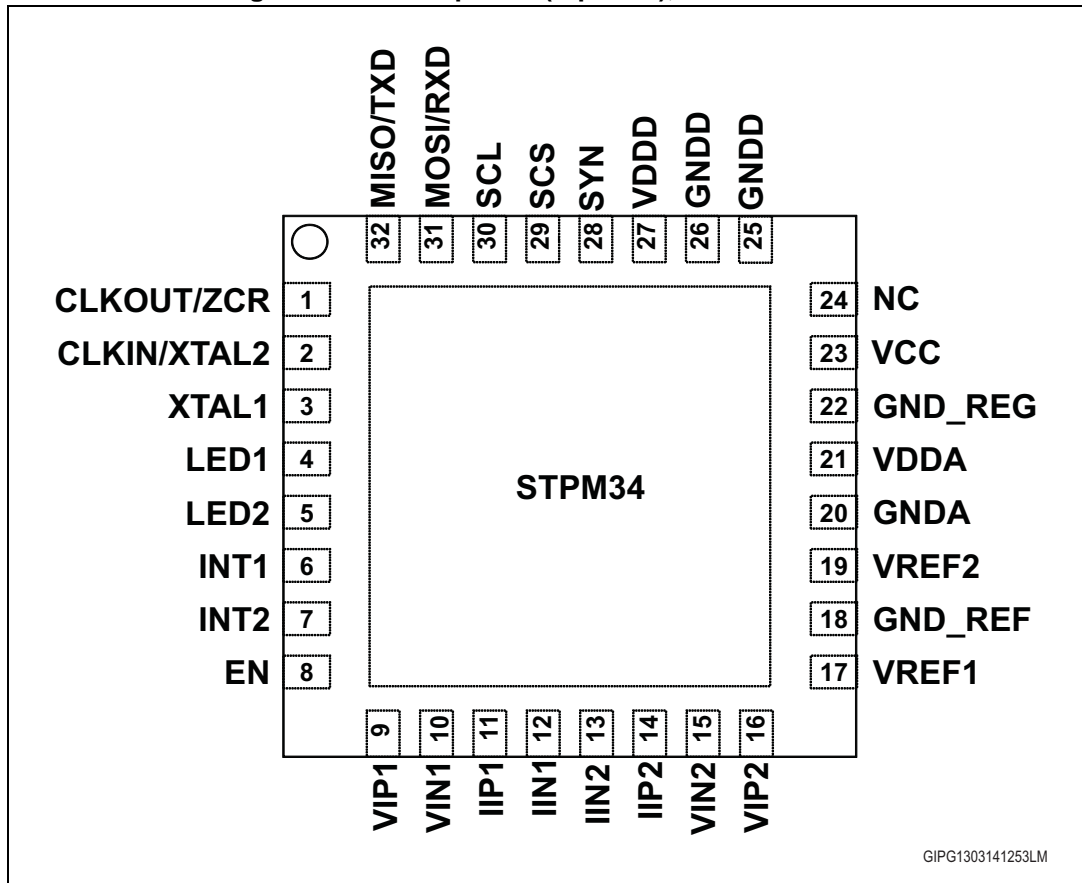 MISO/TXD
MOSI/RXD
SCL
SCS
SYN
VDDD
GNDD
GNDD
32
31
30
29
28
27
26
25
CLKOUT/ZCR 1
CLKIN/XTAL2 2
XTAL1 3
LED1 4
LED2 5
INT1 6
INT2 7
EN 8
STPM34
24 NC
23 VCC
22 GND_REG
21 VDDA
20 GNDA
19 VREF2
18 GND_REF
17 VREF1
9
10
11
12
13
14
15
16
VIP1
VIN1
IIP1
IIN1
IIN2
IIP2
VIN2
VIP2
GIPG1303141253LM